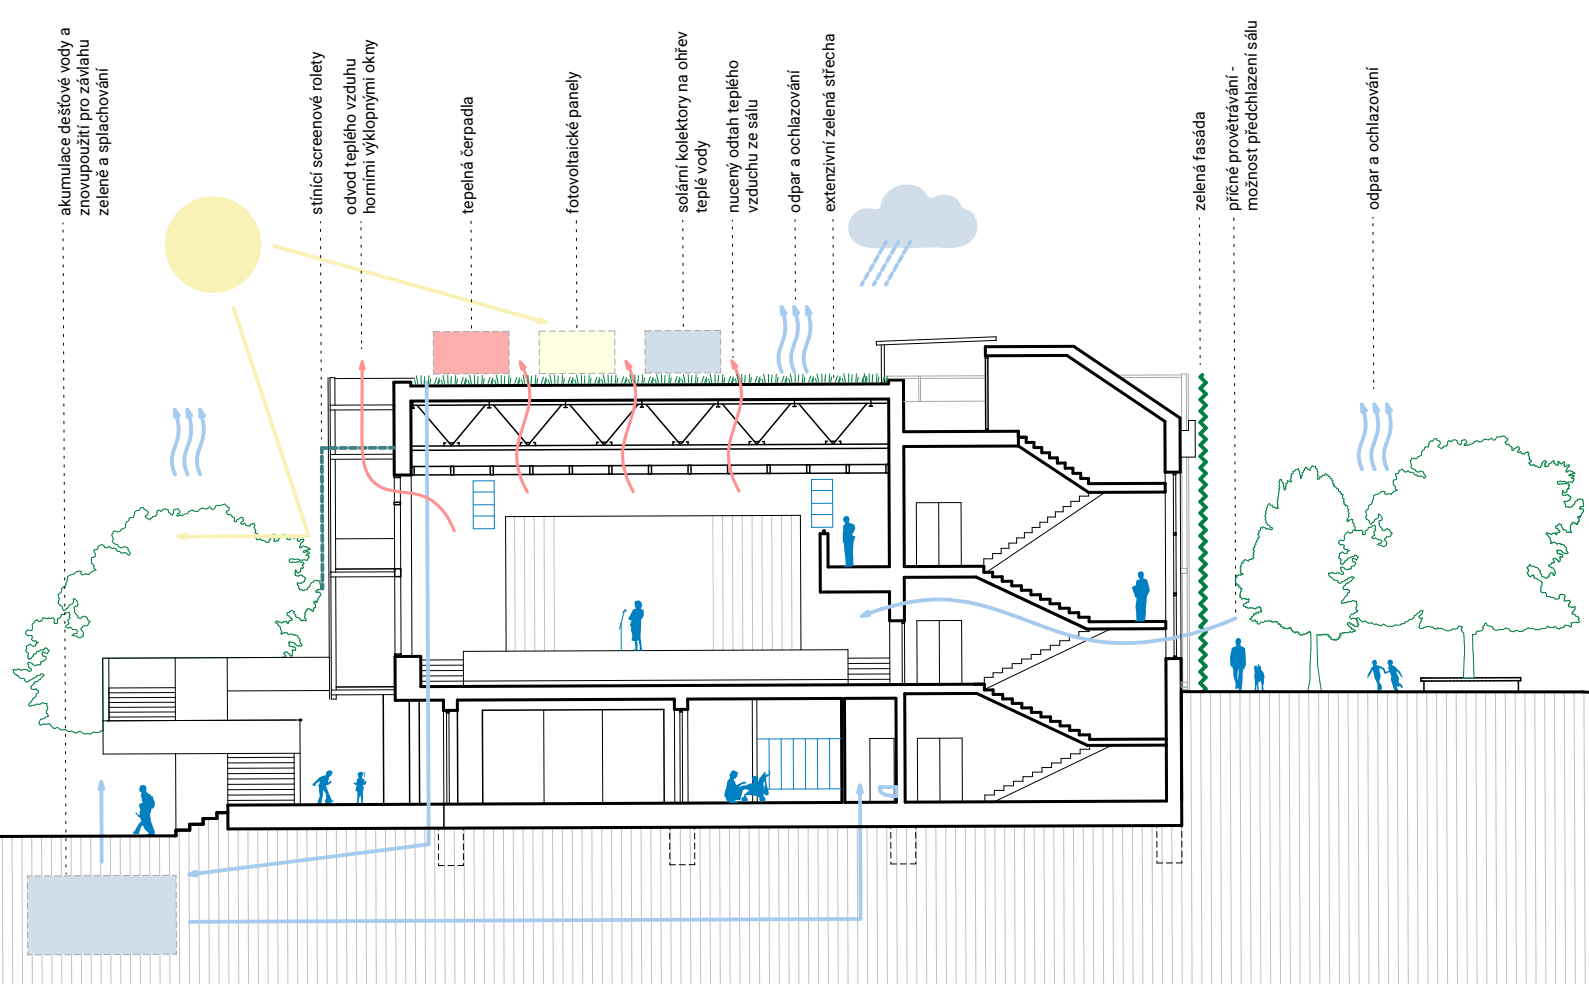 akumulace dešťové vody a
znovupoužití pro závlahu
zeleně a splachování
stínící screenové rolety
odvod teplého vzduhu
horními výklopnými okny
tepelná čerpadla
fotovoltaické panely
solární kolektory na ohřev
teplé vody
nucený odtah teplého
vzduchu ze sálu
odpar a ochlazování
extenzivní zelená střecha
zelená fasáda
příčné provětrávání -
možnost předchlazení sálu
odpar a ochlazování